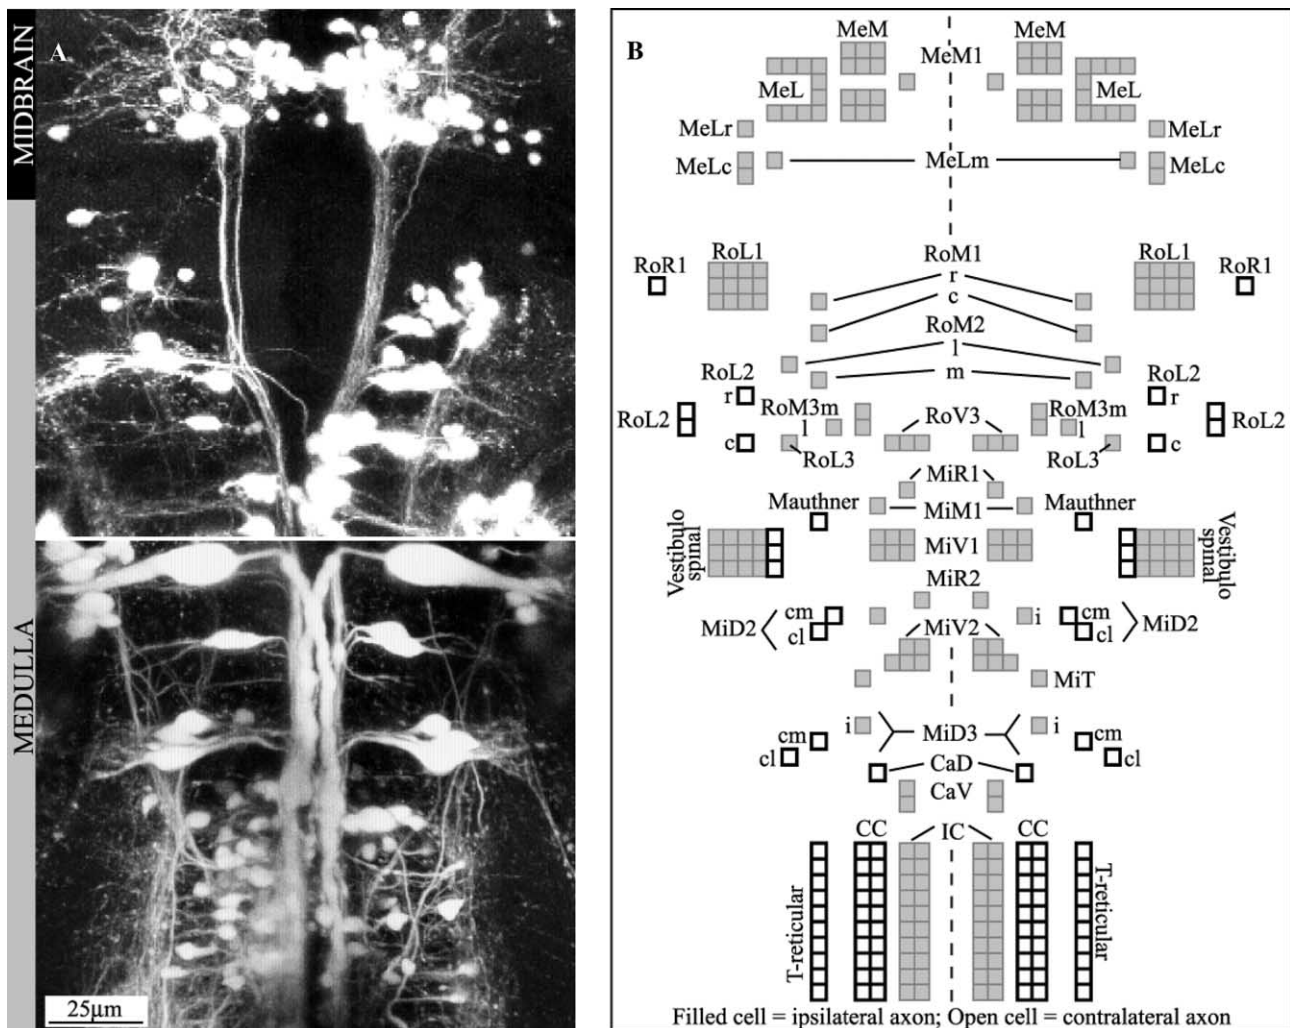 MIDBRAIN
MEDULLA
A
25μm
B
MeM
MeM
MeM1
MeL
MeL
MeLr
MeLr
MeLc
MeLm
MeLc
RoL1
RoM1
RoL1
RoR1
r
RoR1
c
RoM2
l
RoL2
m
RoL2
r
r
RoL2
RoM3m
RoV3
RoM3m
RoL2
l
l
c
c
RoL3
RoL3
MiR1
Mauthner
MiM1
Mauthner
Vestibulo
spinal
MiV1
Vestibulo
spinal
MiR2
MiD2
cm
i
cm
MiD2
cl
MiV2
cl
MiT
i
MiD3
i
cm
cm
cl
cl
CaD
CaV
CC
IC
CC
T-reticular
T-reticular
Filled cell = ipsilateral axon; Open cell = contralateral axon